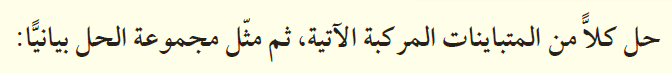 حل كلاًّ من المتباينات المركبة الآتية، ثم مثّل مجموعة الحل بيانيًّا: